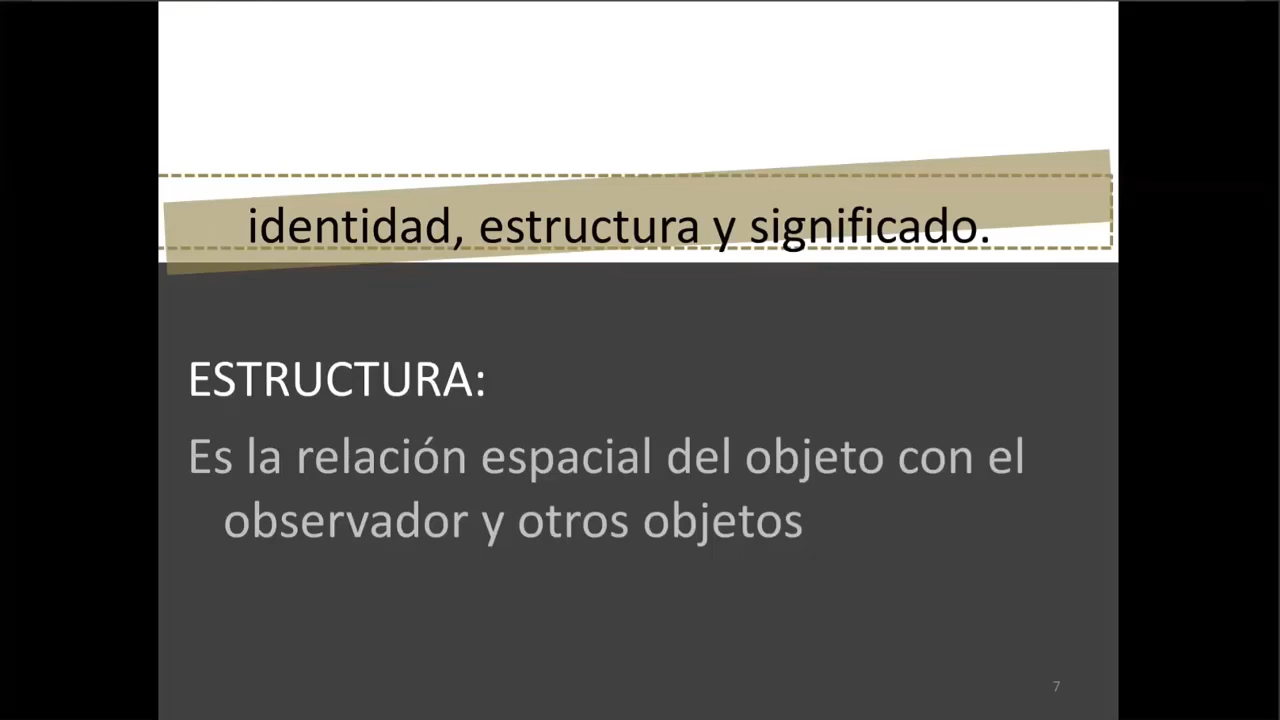 identidad, estructura y significado.
ESTRUCTURA:
Es la relación espacial del objeto con el
observador y otros objetos
7